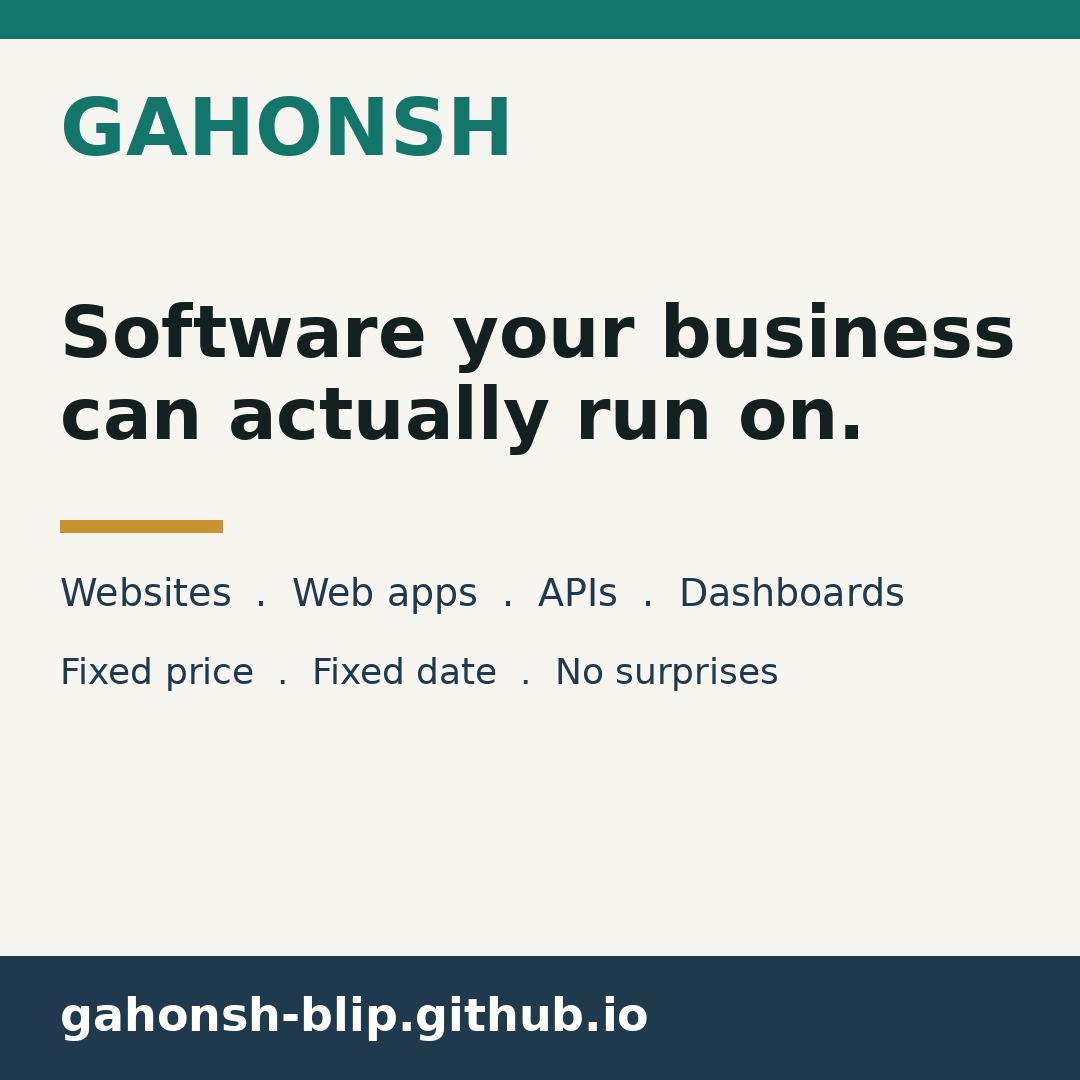 GAHONSH
Software your business
can actually run on.
Websites . Web apps . APIs . Dashboards
Fixed price . Fixed date . No surprises
gahonsh-blip.github.io